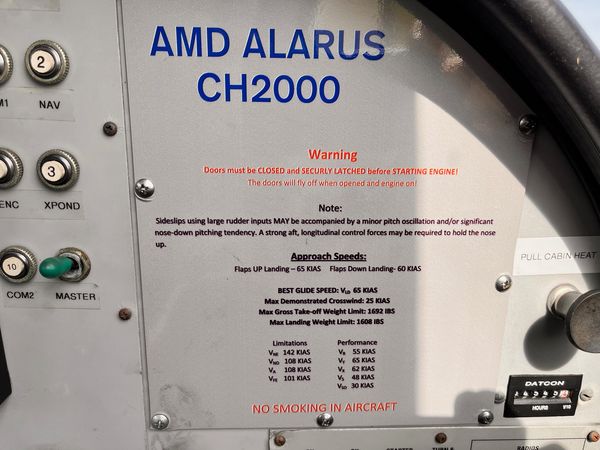 AMD ALARUS
CH2000
Warning
Doors must be CLOSED and SECURLY LATCHED before STARTING ENGINE!
The doors will fly off when opened and engine on!
Note:
Sideslips using large rudder inputs MAY be accompanied by a minor pitch oscillation and/or significant
nose-down pitching tendency. A strong aft, longitudinal control forces may be required to hold the nose
up.
Approach Speeds:
Flaps UP Landing – 65 KIAS Flaps Down Landing- 60 KIAS
BEST GLIDE SPEED: VLD 65 KIAS
Max Demonstrated Crosswind: 25 KIAS
Max Gross Take-off Weight Limit: 1692 lBS
Max Landing Weight Limit: 1608 lBS
Limitations
VNE 142 KIAS
VNO 108 KIAS
VA 108 KIAS
VFE 101 KIAS
Performance
VR 55 KIAS
VY 65 KIAS
VX 62 KIAS
VS 48 KIAS
VSO 30 KIAS
NO SMOKING IN AIRCRAFT
2
M1
NAV
3
ENC
XPOND
10
COM2
MASTER
PULL CABIN HEAT
DATCON
HOURS
V10
RADIOS